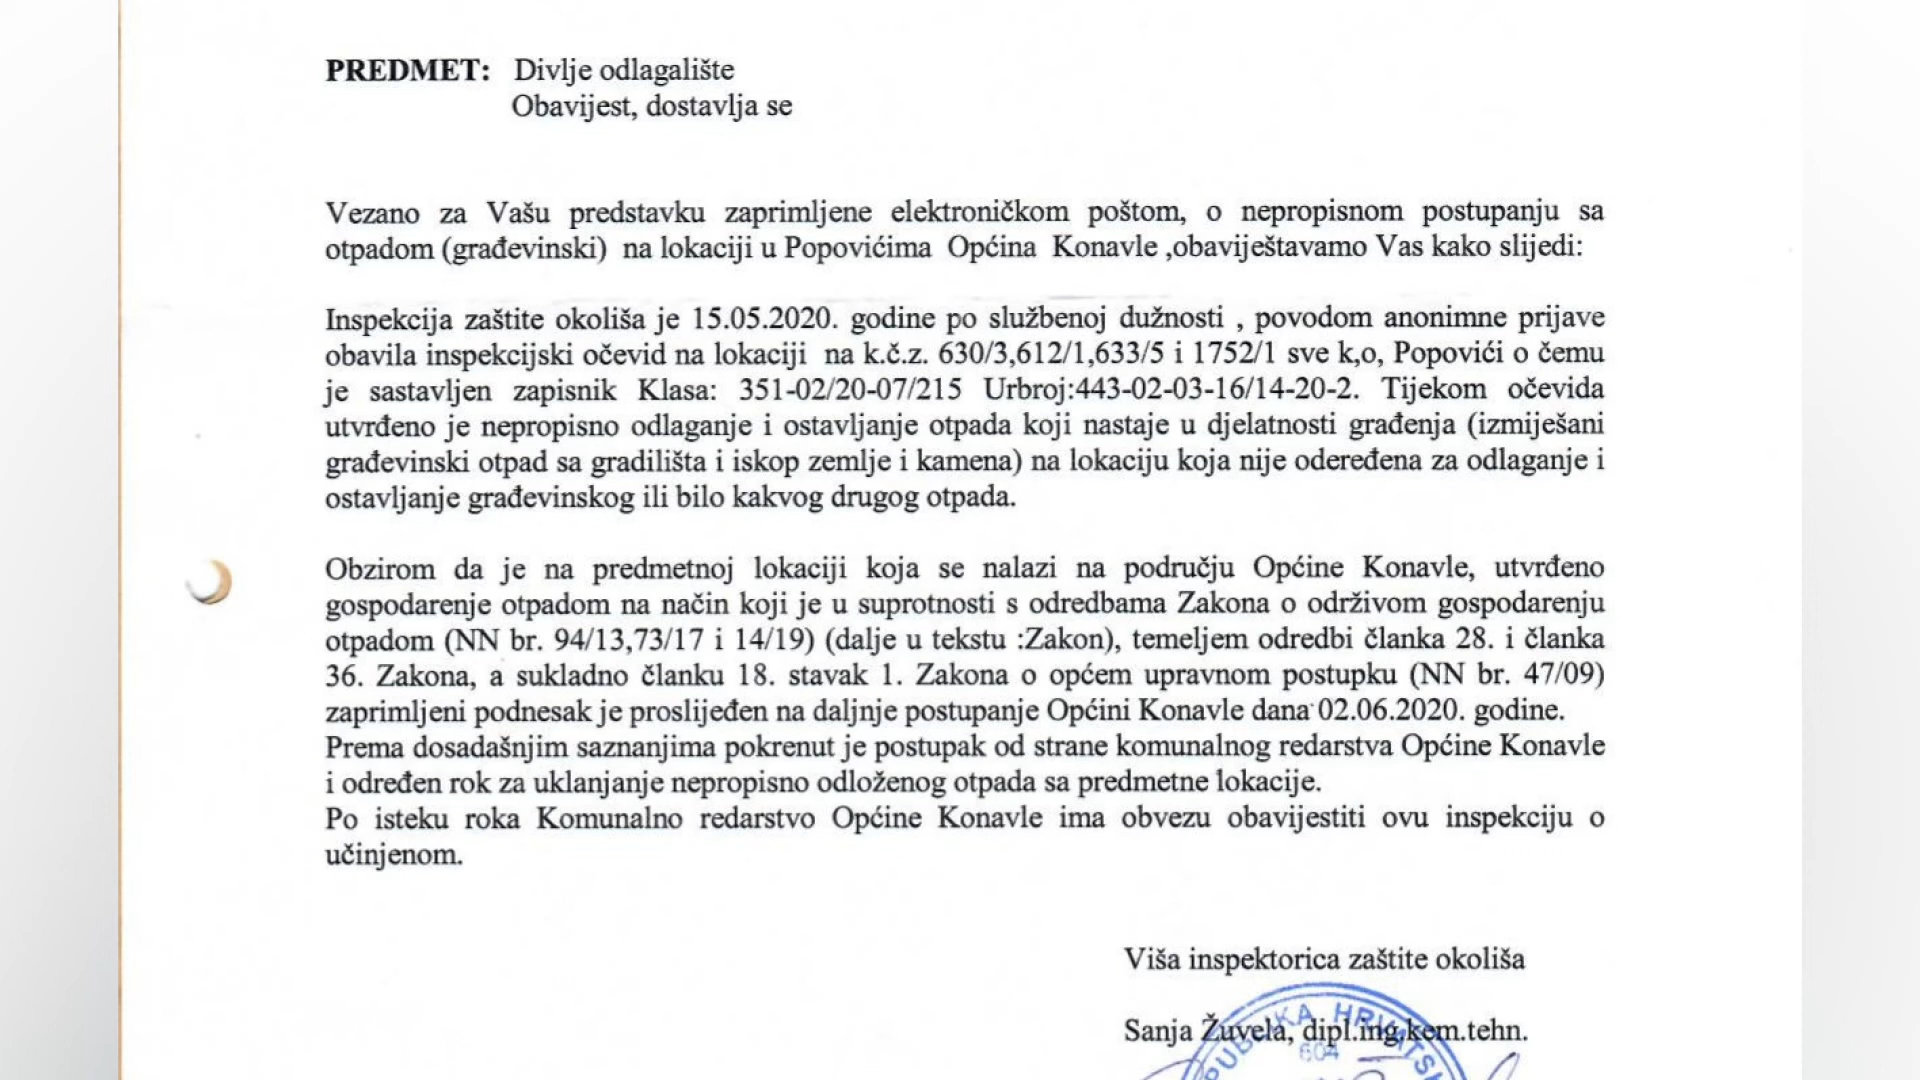 PREDMET: Divlje odlagalište
Obavijest, dostavlja se
Vezano za Vašu predstavku zaprimljene elektroničkom poštom, o nepropisnom postupanju sa
otpadom (građevinski) na lokaciji u Popovićima Općina Konavle ,obaviještavamo Vas kako slijedi:
Inspekcija zaštite okoliša je 15.05.2020. godine po službenoj dužnosti , povodom anonimne prijave
obavila inspekcijski očevid na lokaciji na k.č.z. 630/3,612/1,633/5 i 1752/1 sve k,o, Popovići o čemu
je sastavljen zapisnik Klasa: 351-02/20-07/215 Urbroj:443-02-03-16/14-20-2. Tijekom očevida
utvrđeno je nepropisno odlaganje i ostavljanje otpada koji nastaje u djelatnosti građenja (izmiješani
građevinski otpad sa gradilišta i iskop zemlje i kamena) na lokaciju koja nije odeređena za odlaganje i
ostavljanje građevinskog ili bilo kakvog drugog otpada.
Obzirom da je na predmetnoj lokaciji koja se nalazi na području Općine Konavle, utvrđeno
gospodarenje otpadom na način koji je u suprotnosti s odredbama Zakona o održivom gospodarenju
otpadom (NN br. 94/13,73/17 i 14/19) (dalje u tekstu :Zakon), temeljem odredbi članka 28. i članka
36. Zakona, a sukladno članku 18. stavak 1. Zakona o općem upravnom postupku (NN br. 47/09)
zaprimljeni podnesak je proslijeđen na daljnje postupanje Općini Konavle dana 02.06.2020. godine.
Prema dosadašnjim saznanjima pokrenut je postupak od strane komunalnog redarstva Općine Konavle
i određen rok za uklanjanje nepropisno odloženog otpada sa predmetne lokacije.
Po isteku roka Komunalno redarstvo Općine Konavle ima obvezu obavijestiti ovu inspekciju o
učinjenom.
Viša inspektorica zaštite okoliša
Sanja Žuvela, dipl.ing.kem.tehn.
PUBLIKA HRVATSK
604